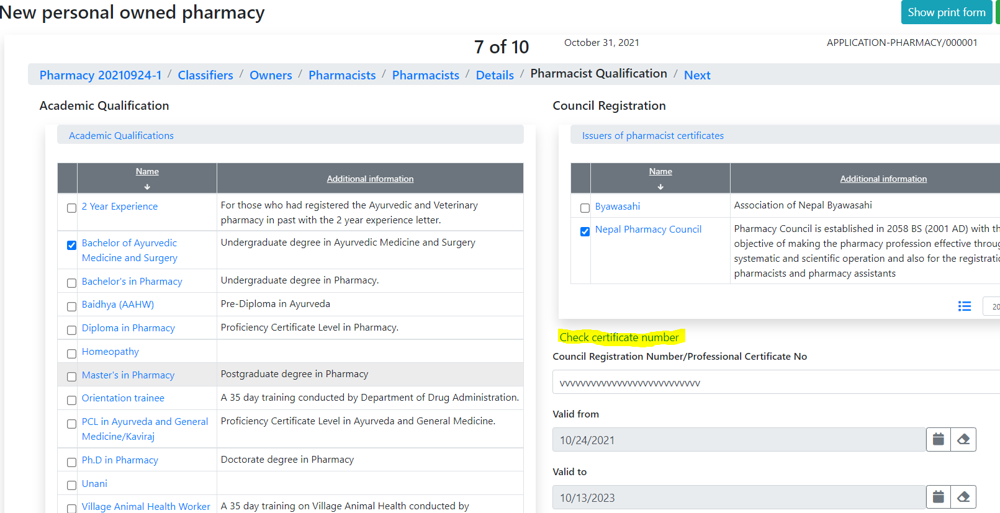 New personal owned pharmacy
Show print form
7 of 10
October 31, 2021
APPLICATION-PHARMACY/000001
Pharmacy 20210924-1 / Classifiers / Owners / Pharmacists / Pharmacists / Details / Pharmacist Qualification / Next
Academic Qualification
Academic Qualifications
Name
Additional information
2 Year Experience
For those who had registered the Ayurvedic and Veterinary
pharmacy in past with the 2 year experience letter.
Bachelor of Ayurvedic
Medicine and Surgery
Undergraduate degree in Ayurvedic Medicine and Surgery
Bachelor's in Pharmacy
Undergraduate degree in Pharmacy.
Baidhya (AAHW)
Pre-Diploma in Ayurveda
Diploma in Pharmacy
Proficiency Certificate Level in Pharmacy.
Homeopathy
Master's in Pharmacy
Postgraduate degree in Pharmacy
Orientation trainee
A 35 day training conducted by Department of Drug Administration.
PCL in Ayurveda and General
Medicine/Kaviraj
Proficiency Certificate Level in Ayurveda and General Medicine.
Ph.D in Pharmacy
Doctorate degree in Pharmacy
Unani
Village Animal Health Worker
A 35 day training on Village Animal Health conducted by
Council Registration
Issuers of pharmacist certificates
Name
Additional information
Byawasahi
Association of Nepal Byawasahi
Nepal Pharmacy Council
Pharmacy Council is established in 2058 BS (2001 AD) with
objective of making the pharmacy profession effective
systematic and scientific operation and also for the
pharmacists and pharmacy assistants
Check certificate number
Council Registration Number/Professional Certificate No
Valid from
10/24/2021
Valid to
10/13/2023